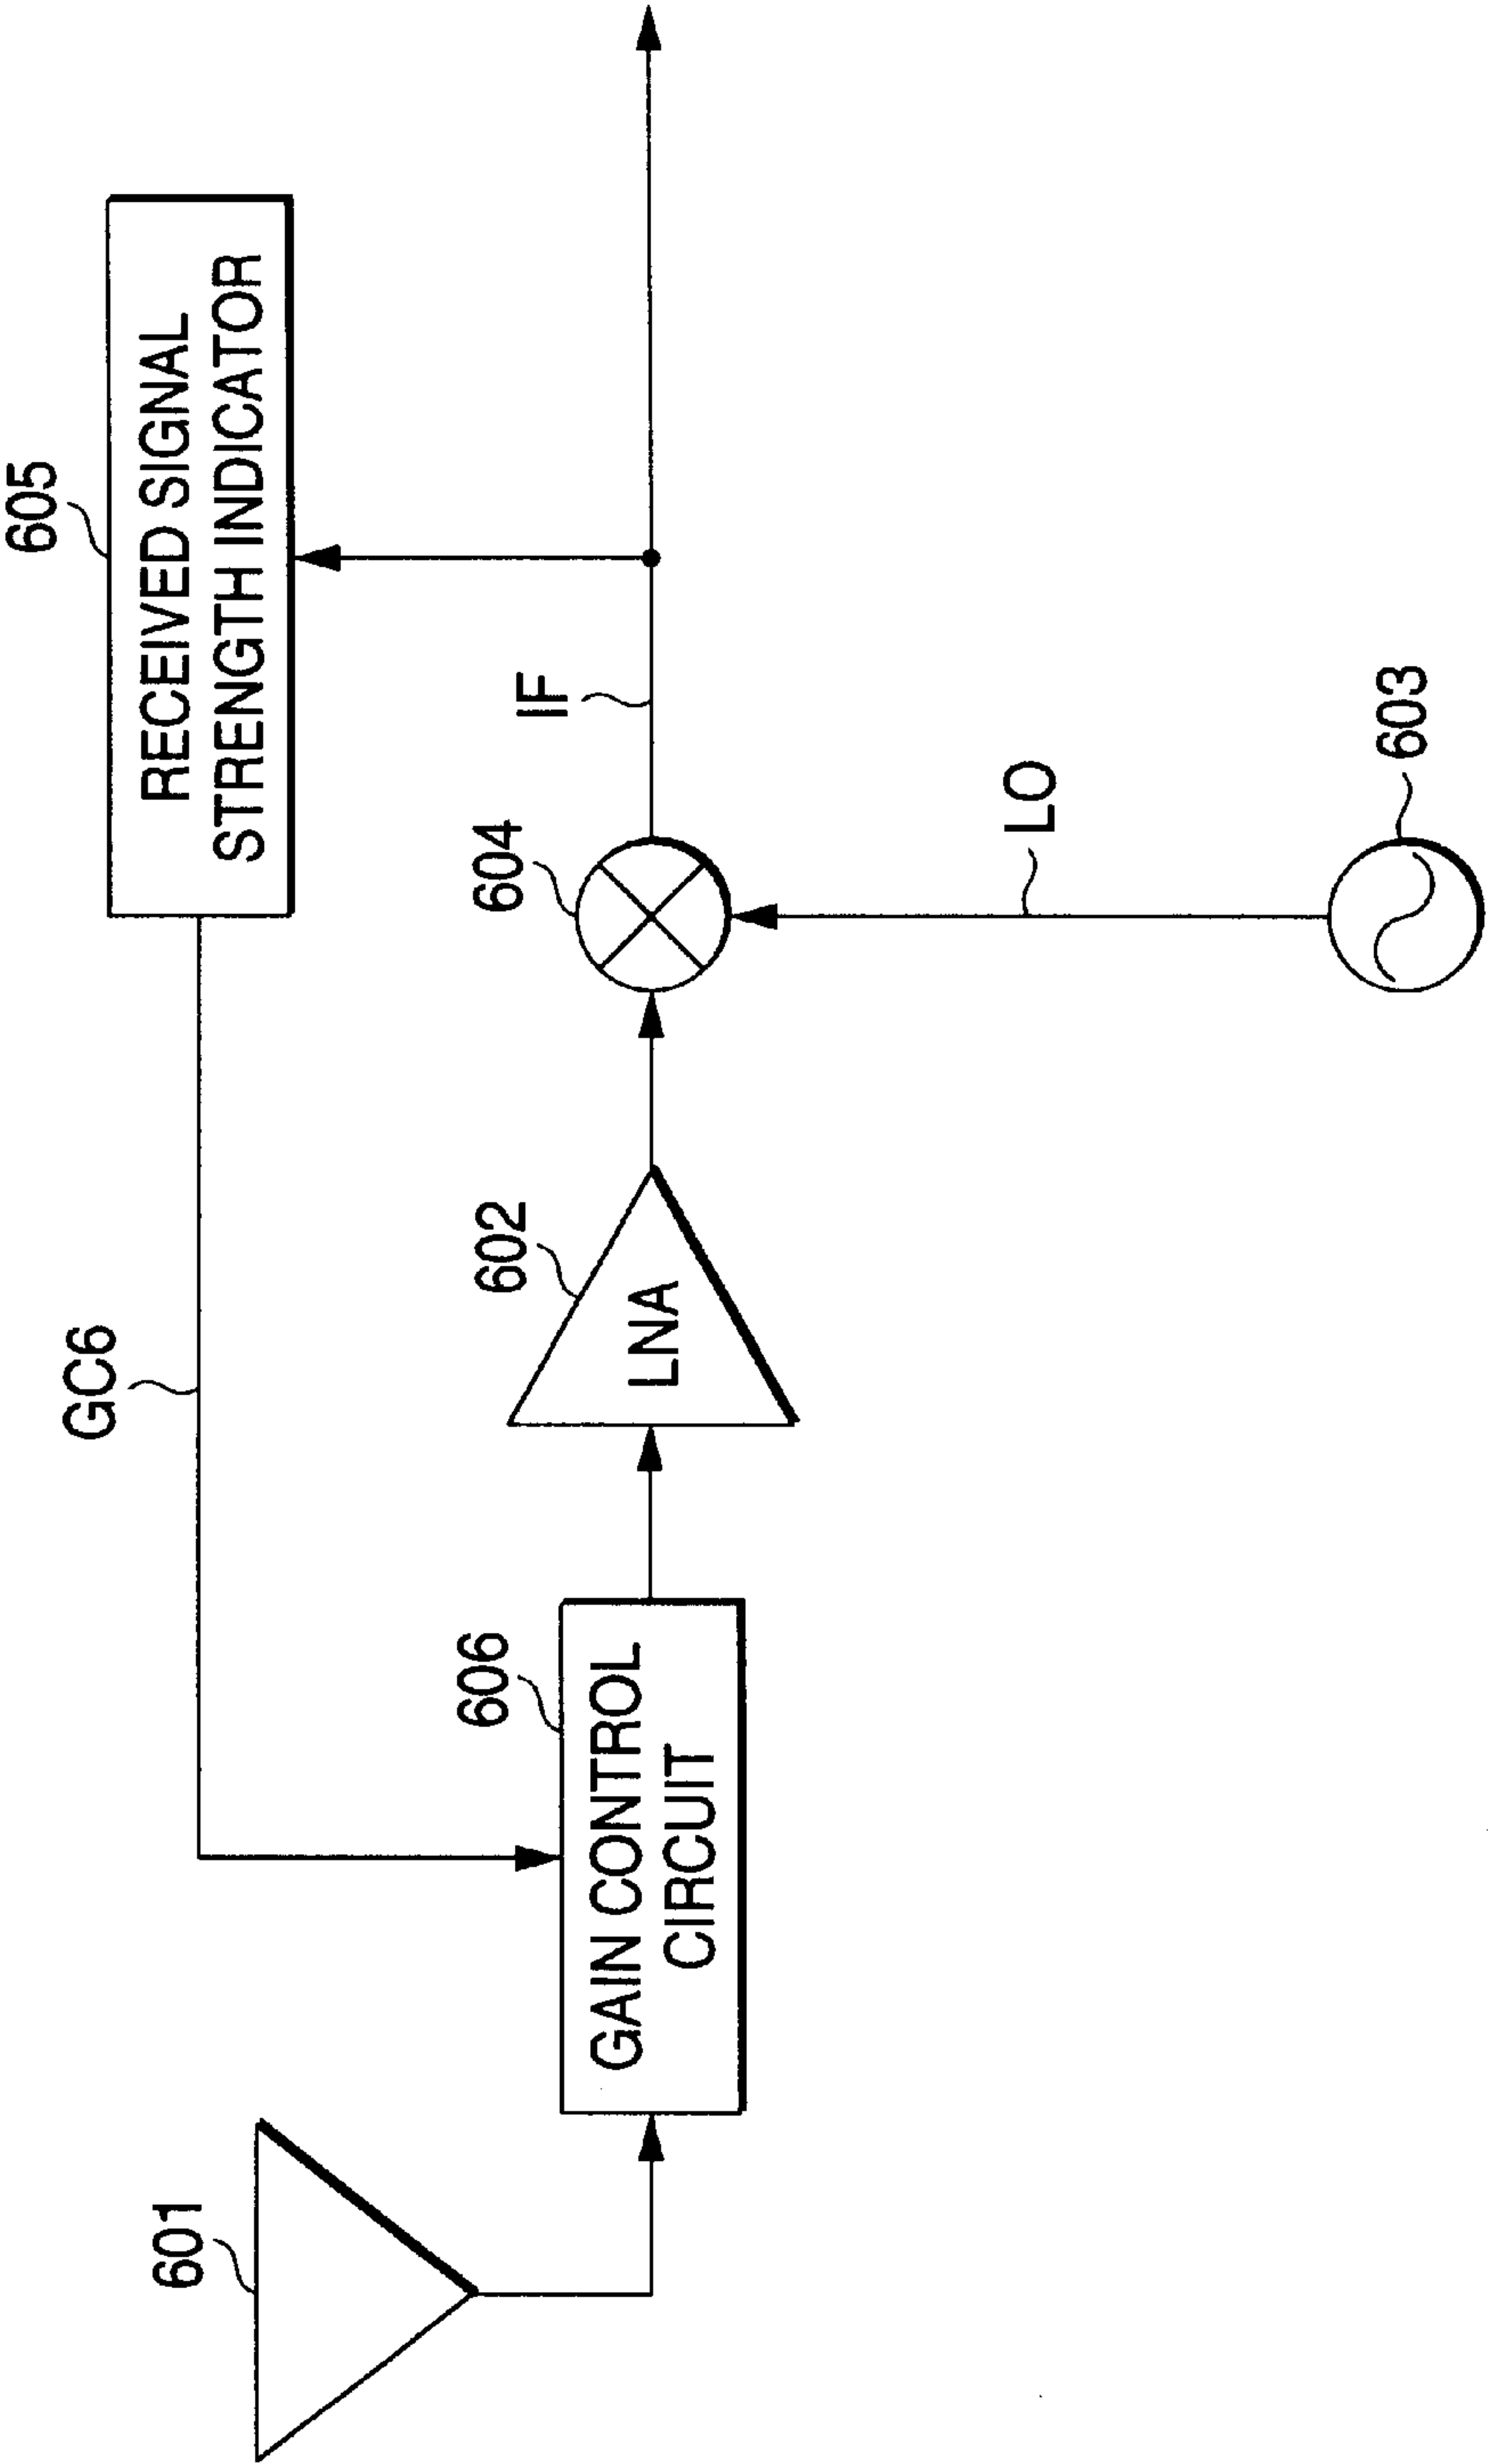 601
GC6
605
RECEIVED SIGNAL
STRENGTH INDICATOR
606
GAIN CONTROL
CIRCUIT
602
LNA
604
IF
LO
603